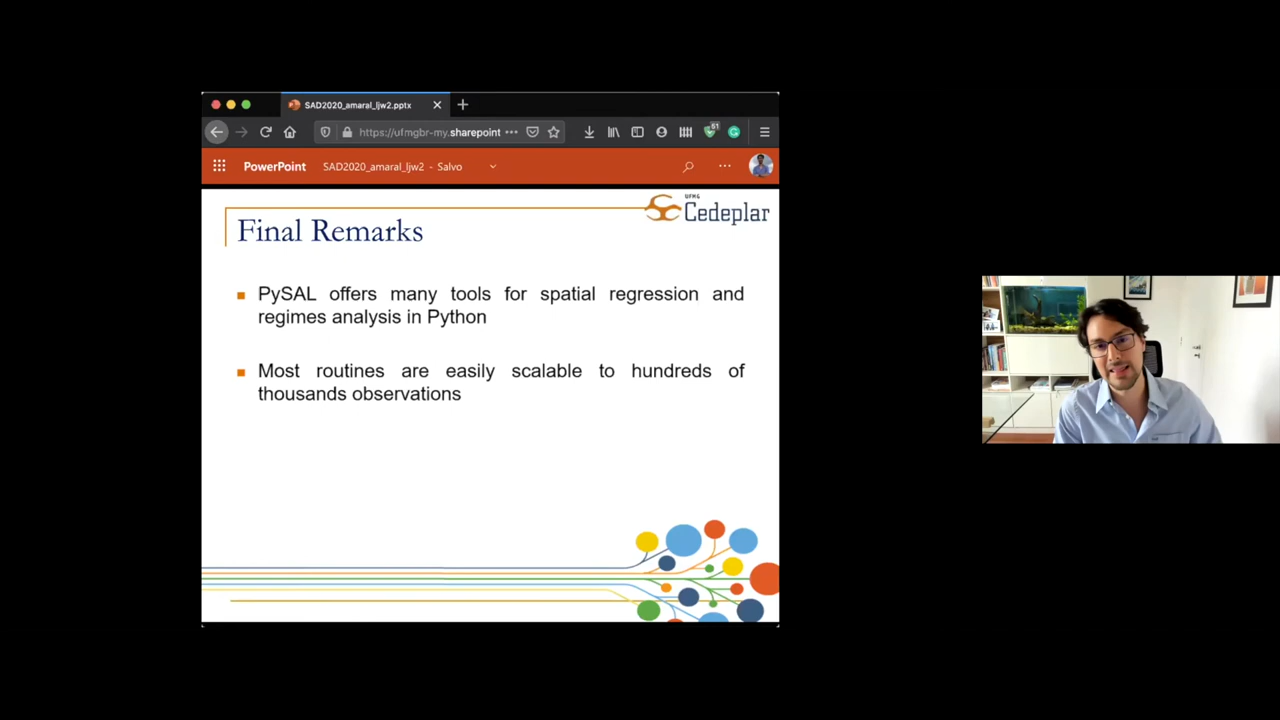 SAD2020_amaral_ljw2.pptx
https://ufmgbr-my.sharepoint
61
PowerPoint
SAD2020_amaral_ljw2 - Salvo
UFMG
Cedeplar
Final Remarks
PySAL offers many tools for spatial regression and
regimes analysis in Python
Most routines are easily scalable to hundreds of
thousands observations